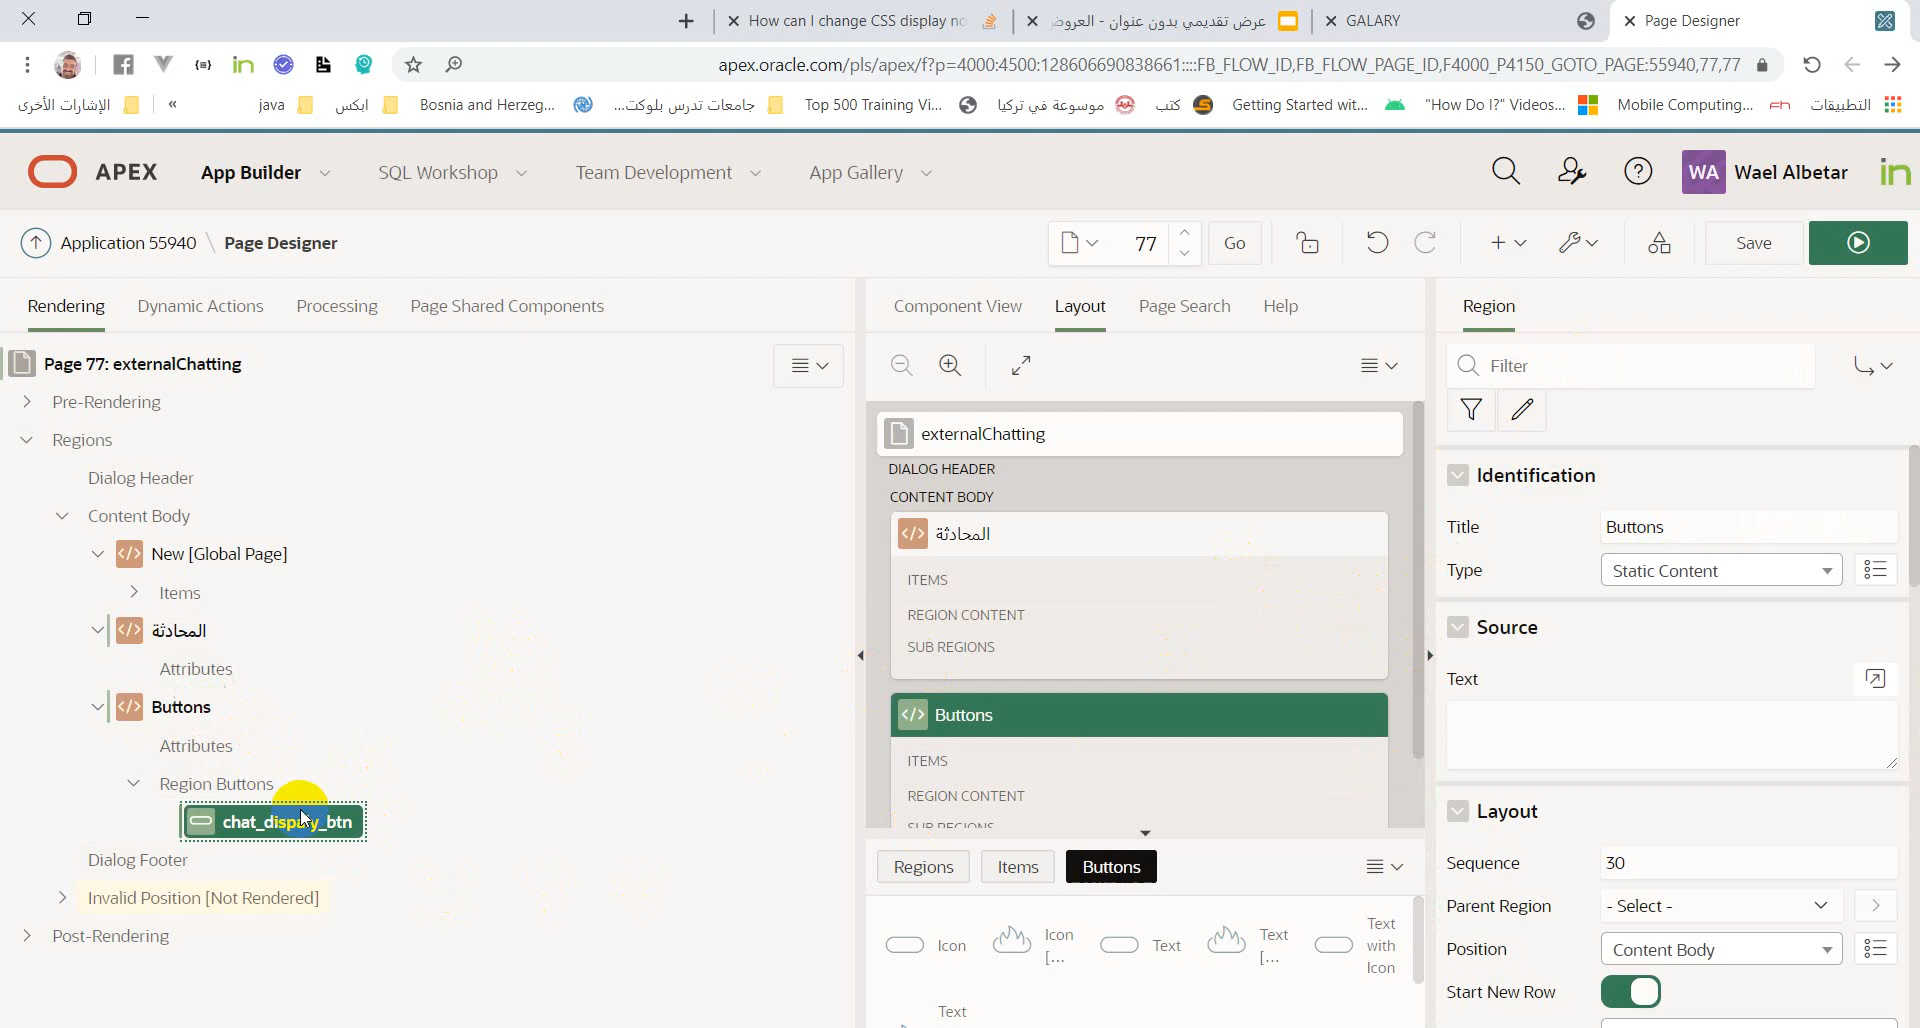 How can I change CSS display no
عرض تقديمي بدون عنوان - العروض
GALARY
Page Designer
apex.oracle.com/pls/apex/f?p=4000:4500:128606690838661::::FB_FLOW_ID,FB_FLOW_PAGE_ID,F4000_P4150_GOTO_PAGE:55940,77,77
الإشارات الأخرى
»
java
ابكس
Bosnia and Herzeg...
جامعات تدرس بلوكت...
Top 500 Training Vi...
موسوعة في تركيا
كتب
Getting Started wit...
"How Do I?" Videos...
Mobile Computing...
التطبيقات
APEX
App Builder
SQL Workshop
Team Development
App Gallery
WA
Wael Albetar
in
Application 55940 \ Page Designer
77
Go
Save
Rendering
Dynamic Actions
Processing
Page Shared Components
Page 77: externalChatting
Pre-Rendering
Regions
Dialog Header
Content Body
New [Global Page]
Items
المحادثة
Attributes
Buttons
Attributes
Region Buttons
chat_dispaly_btn
Dialog Footer
Invalid Position [Not Rendered]
Post-Rendering
Component View
Layout
Page Search
Help
externalChatting
DIALOG HEADER
CONTENT BODY
المحادثة
ITEMS
REGION CONTENT
SUB REGIONS
Buttons
ITEMS
REGION CONTENT
SUB REGIONS
Regions
Items
Buttons
Icon
Icon [...
Text
Text [...
Text with Icon
Text
Region
Filter
Identification
Title
Buttons
Type
Static Content
Source
Text
Layout
Sequence
30
Parent Region
- Select -
Position
Content Body
Start New Row